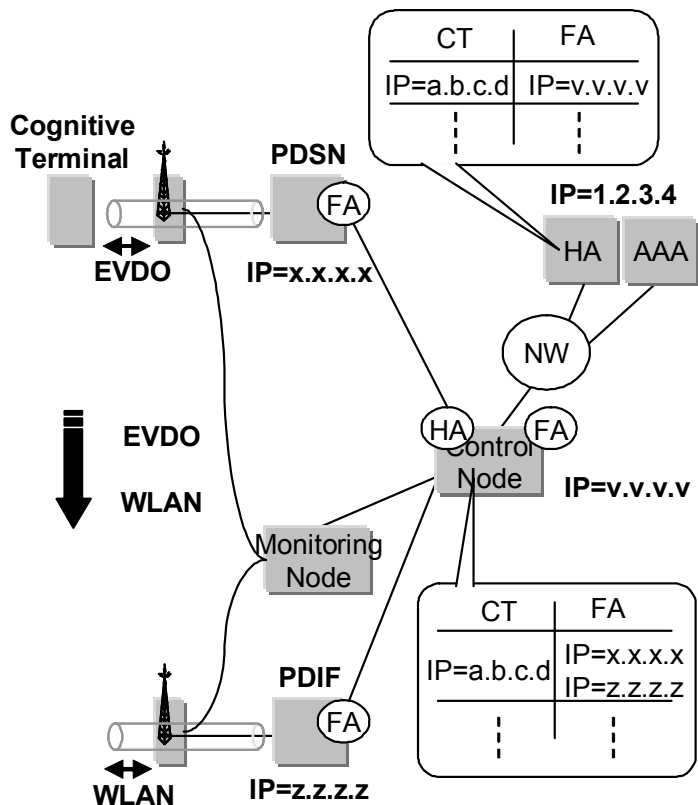 CT FA
IP=a.b.c.d IP=v.v.v.v
Cognitive
Terminal
PDSN
FA
IP=1.2.3.4
HA AAA
EVDO
IP=x.x.x.x
NW
EVDO
WLAN
HA FA
Control
Node
IP=v.v.v.v
Monitoring
Node
CT FA
IP=a.b.c.d IP=x.x.x.x
IP=z.z.z.z
PDIF
FA
WLAN
IP=z.z.z.z